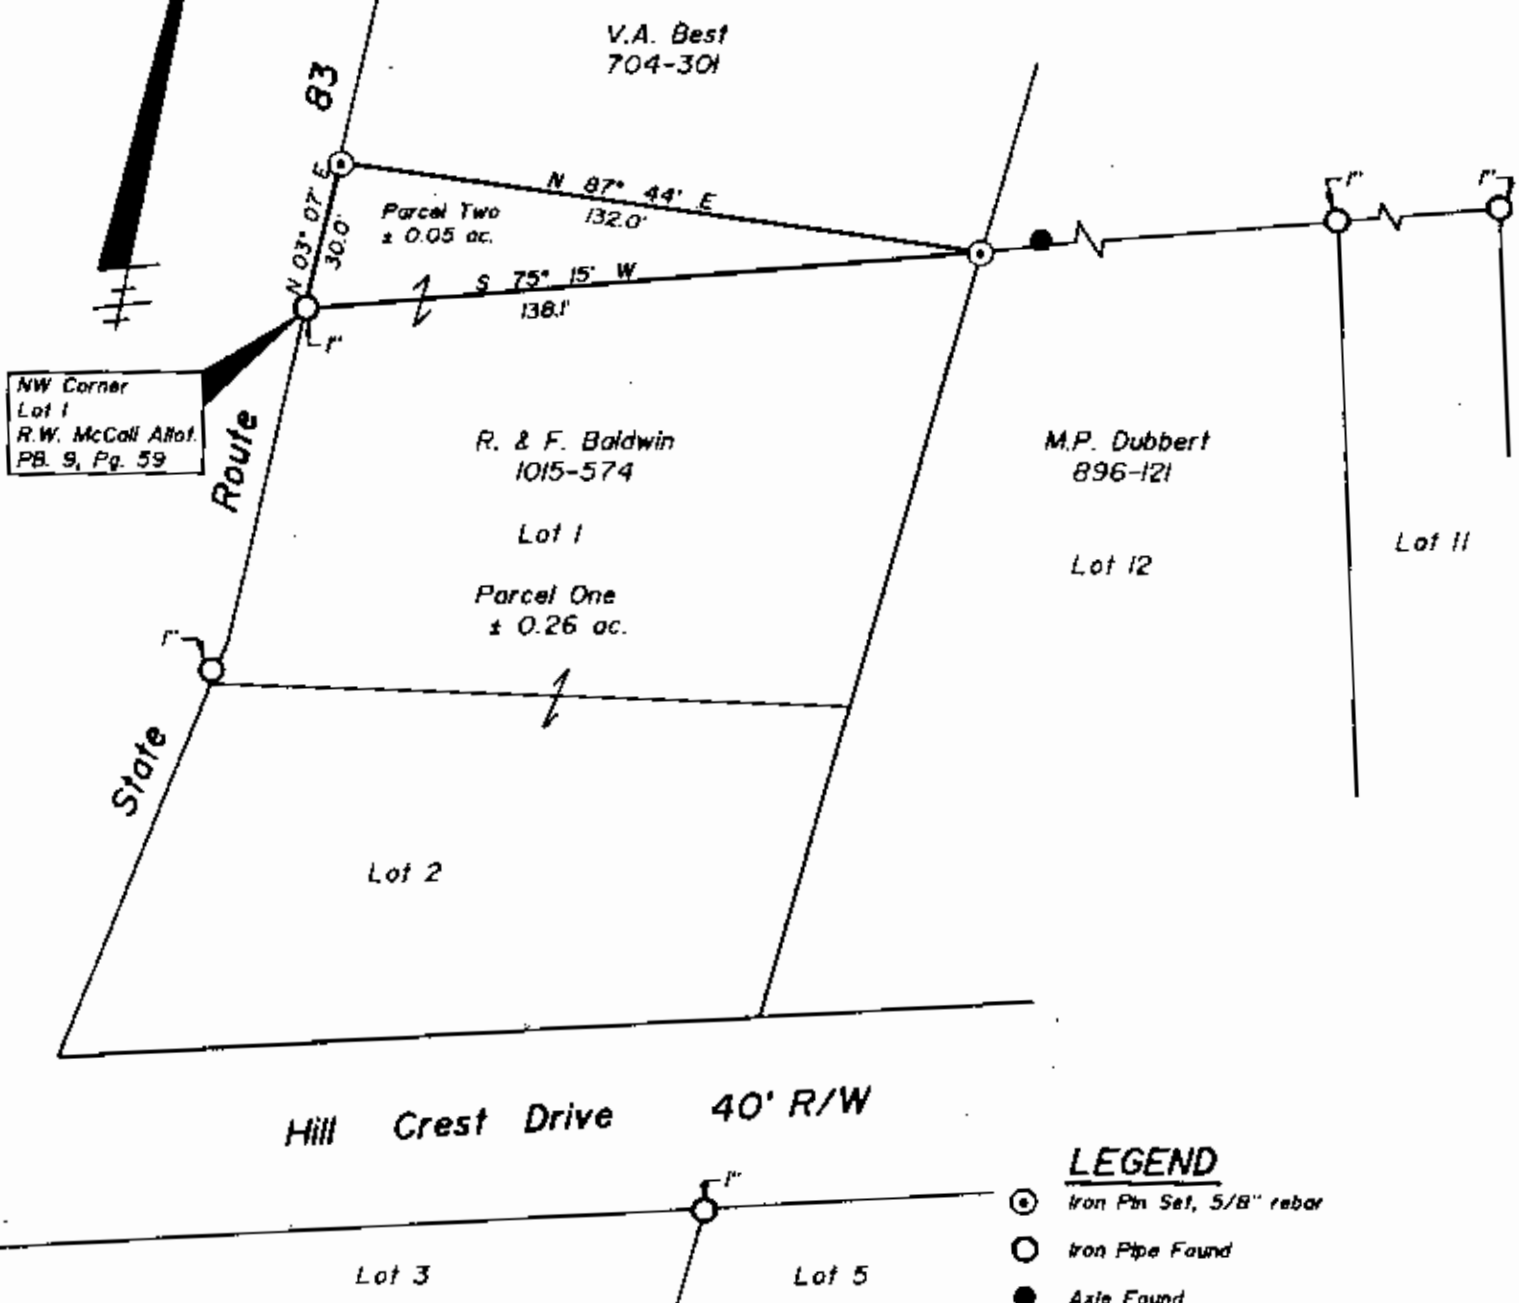 V.A. Best
704-301
83
N 87° 44' E
132.0'
Parcel Two
± 0.05 ac.
N 03° 07' E
30.0'
S 75° 15' W
138.1'
1"
1"
1"
NW Corner
Lot 1
R.W. McCall Allot.
PB. 9, Pg. 59
Route
R. & F. Baldwin
1015-574
Lot 1
Parcel One
± 0.26 ac.
M.P. Dubbert
896-121
Lot 12
Lot 11
1"
State
Lot 2
Hill Crest Drive 40' R/W
1"
Lot 3
Lot 5
LEGEND
Iron Pin Set, 5/8" rebar
Iron Pipe Found
Axle Found